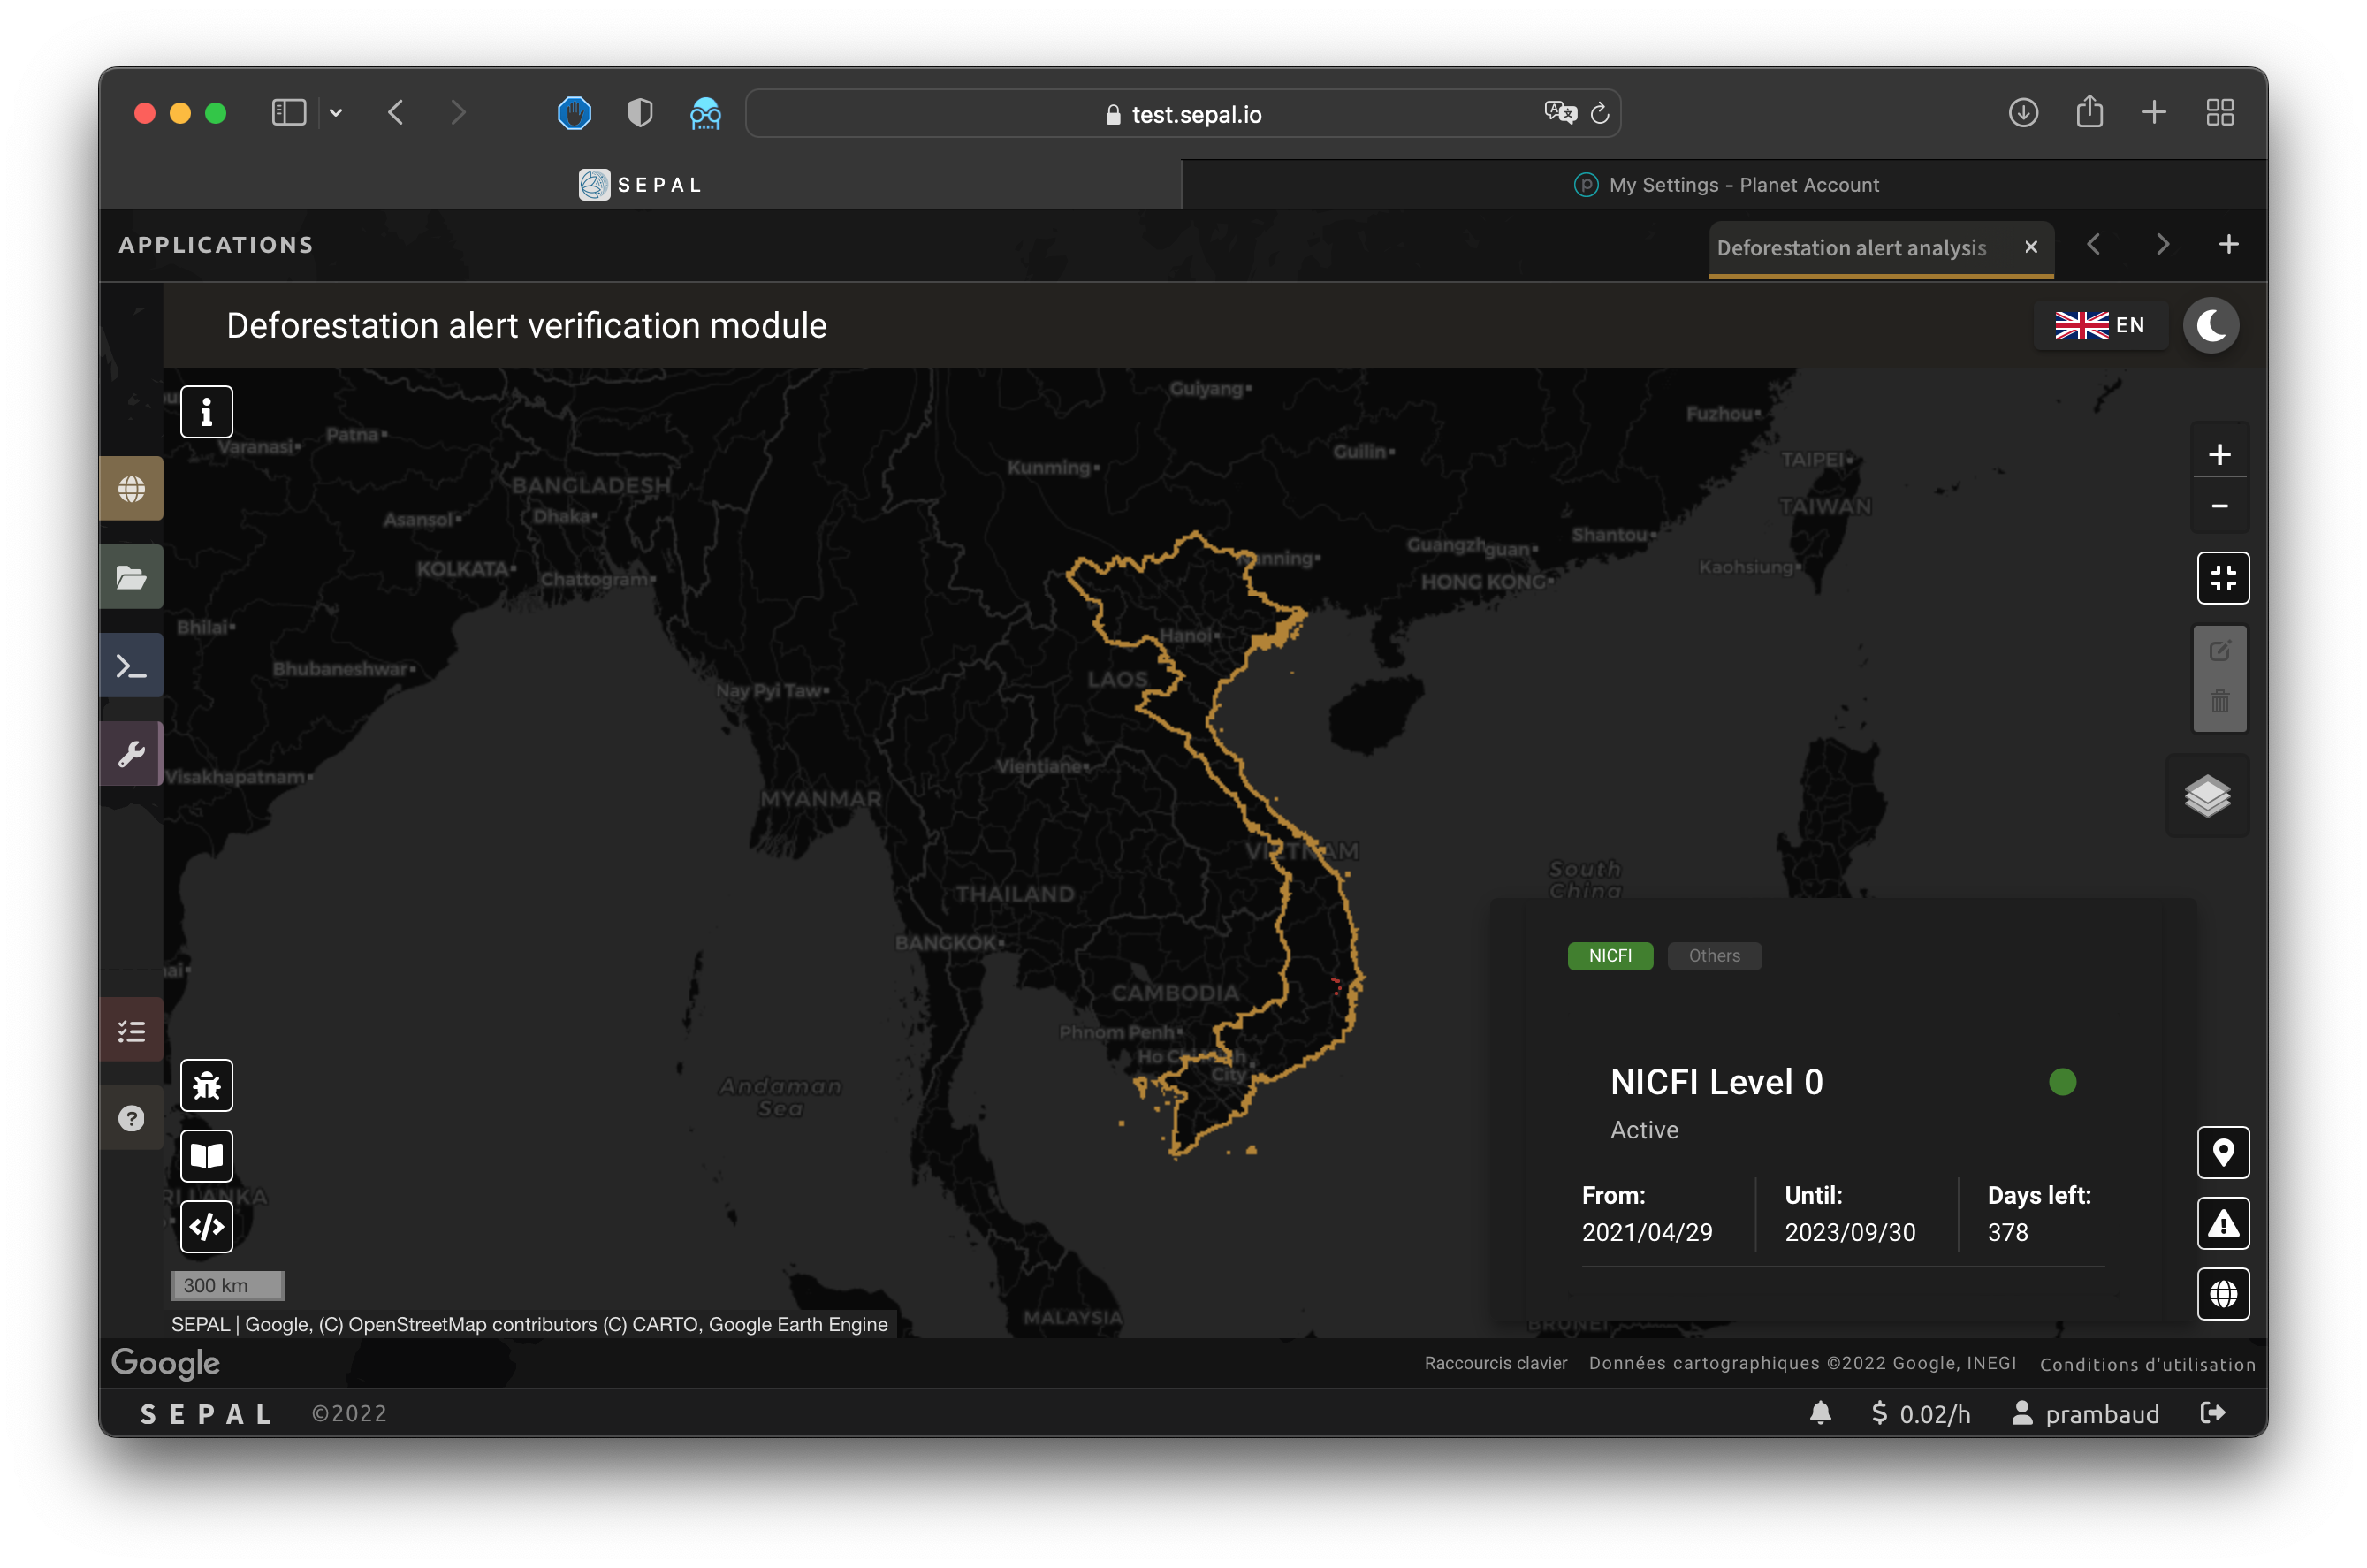 test.sepal.io
SEPAL
My Settings - Planet Account
APPLICATIONS
Deforestation alert analysis
Deforestation alert verification module
EN
Guiyang
Fuzhou
Patna
Varanasi
Guilin
TAIPEI
Kunming
BANGLADESH
TAIWAN
Asansol
Dhaka
Shantou
Guangzh
guan
nning
KOLKATA
Chattogram
HONG KONG
Kaohsiung
Bhilai
Hanoi
Bhubaneshwar
LAOS
Nay Pyi Taw
Vientiane
Visakhapatnam
MYANMAR
VIETNAM
South
China
THAILAND
BANGKOK
NICFI
Others
nai
CAMBODIA
Phnom Penh
Ho Chi Minh
City
Andaman
Sea
NICFI Level 0
Active
From:
Until:
Days left:
2021/04/29
2023/09/30
378
RI LANKA
300 km
MALAYSIA
BRUNEI
SEPAL | Google, (C) OpenStreetMap contributors (C) CARTO, Google Earth Engine
Google
Raccourcis clavier
Données cartographiques ©2022 Google, INEGI
Conditions d'utilisation
SEPAL
©2022
$ 0.02/h
prambaud